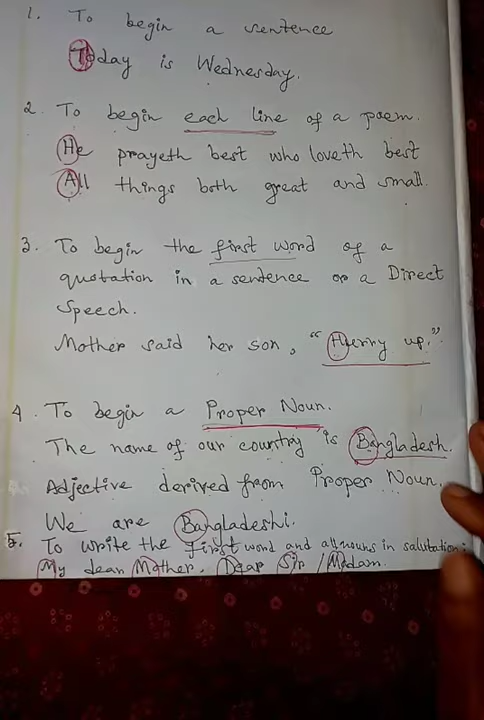 1. To begin a sentence
Today is Wednesday.
2. To begin each line of a poem.
He prayeth best who loveth best
All things both great and small.
3. To begin the first word of a
quotation in a sentence or a Direct
Speech.
Mother said her son, "Hurry up."
4. To begin a Proper Noun.
The name of our country is Bangladesh.
Adjective derived from Proper Noun.
We are Bangladeshi.
5. To write the first word and all nouns in salutation:
My dear Mother. Dear Sir / Madam.